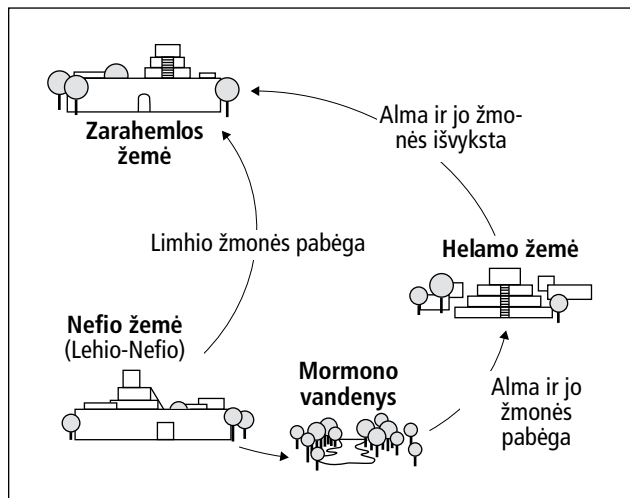 Zarahemlos
žemė
Alma ir jo žmo-
nės išvyksta
Limhio žmonės pabėga
Helamo žemė
Nefio žemė
(Lehio-Nefio)
Mormono
vandenys
Alma ir jo
žmonės
pabėga